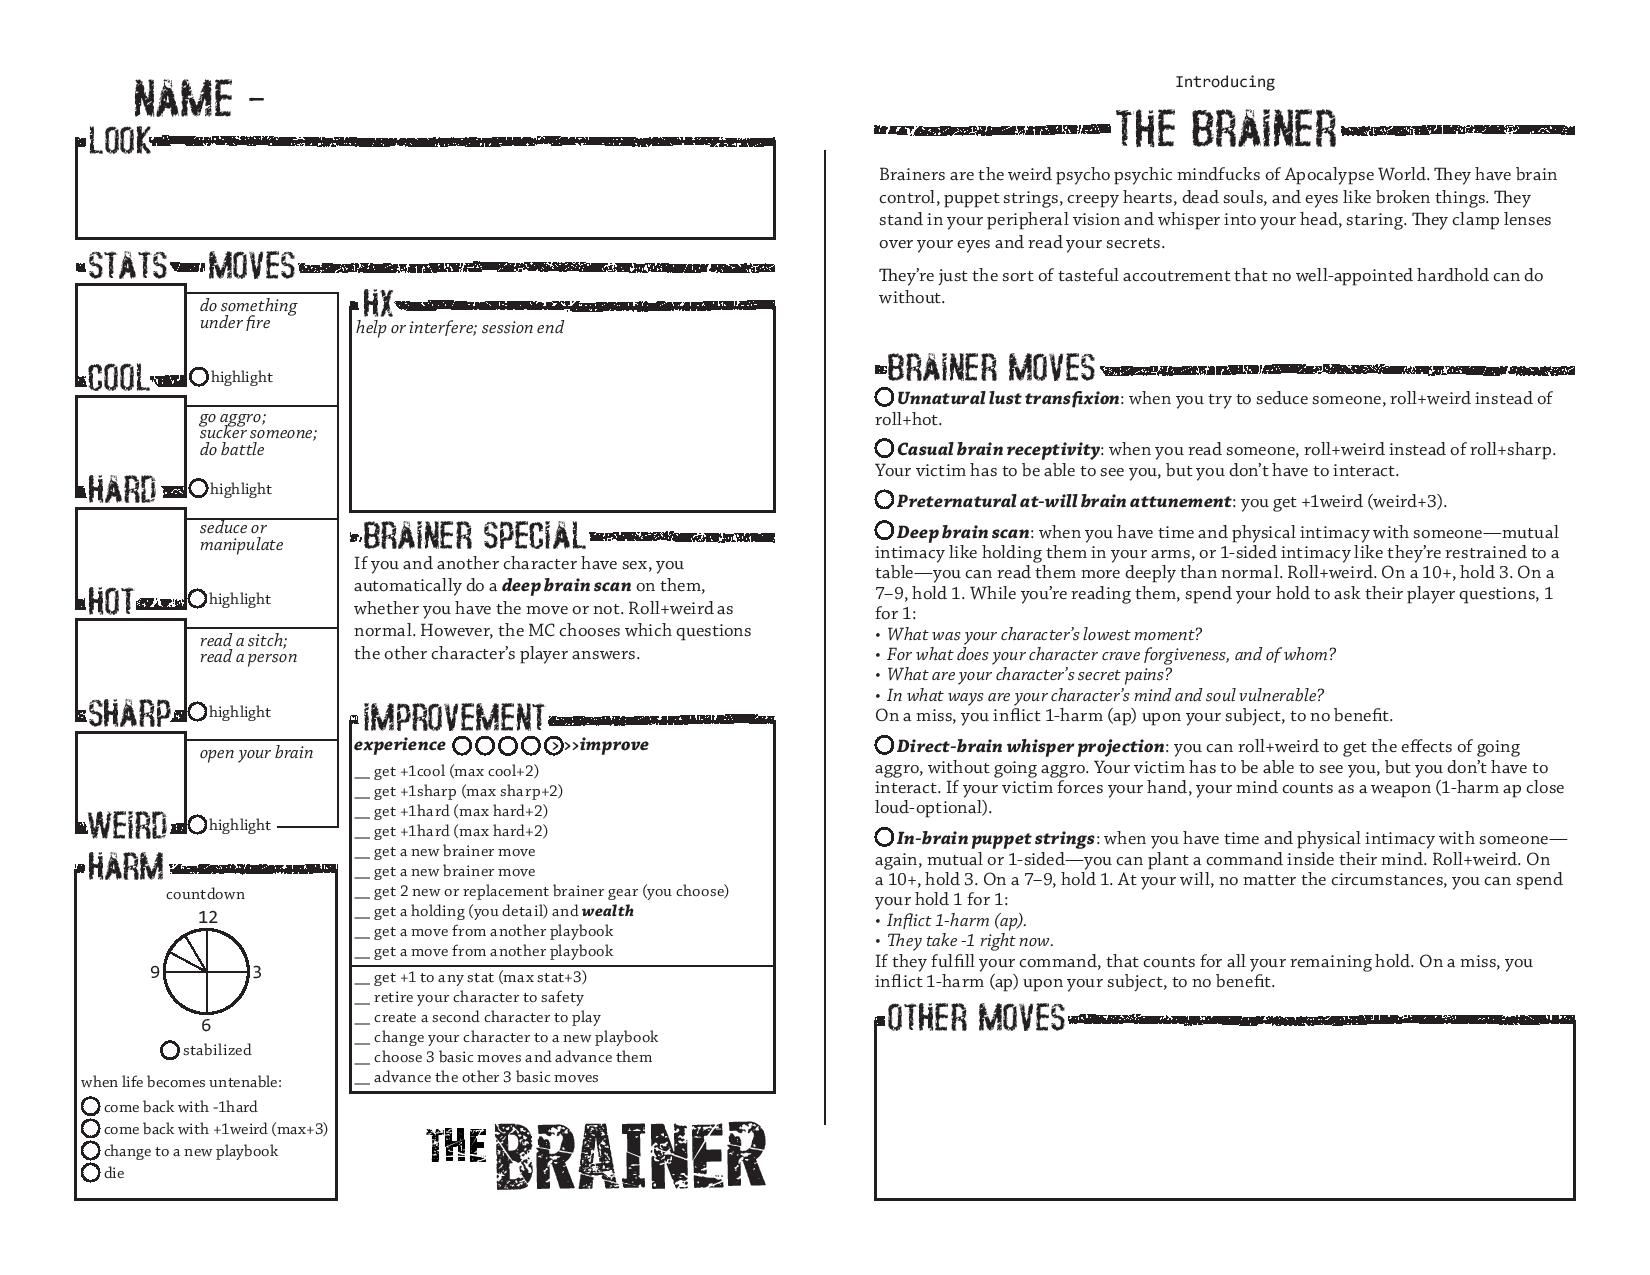 NAME –
LOOK
STATS MOVES
do something
under fire
COOL
highlight
go aggro;
sucker someone;
do battle
HARD
highlight
seduce or
manipulate
HOT
highlight
read a sitch;
read a person
SHARP
highlight
open your brain
WEIRD
highlight
HARM
countdown
12
9
3
6
stabilized
when life becomes untenable:
come back with -1hard
come back with +1weird (max+3)
change to a new playbook
die
HX
help or interfere; session end
BRAINER SPECIAL
If you and another character have sex, you
automatically do a deep brain scan on them,
whether you have the move or not. Roll+weird as
normal. However, the MC chooses which questions
the other character’s player answers.
IMPROVEMENT
experience >>>improve
__ get +1cool (max cool+2)
__ get +1sharp (max sharp+2)
__ get +1hard (max hard+2)
__ get +1hard (max hard+2)
__ get a new brainer move
__ get a new brainer move
__ get 2 new or replacement brainer gear (you choose)
__ get a holding (you detail) and wealth
__ get a move from another playbook
__ get a move from another playbook
__ get +1 to any stat (max stat+3)
__ retire your character to safety
__ create a second character to play
__ change your character to a new playbook
__ choose 3 basic moves and advance them
__ advance the other 3 basic moves
THE BRAINER
Introducing
THE BRAINER
Brainers are the weird psycho psychic mindfucks of Apocalypse World. They have brain
control, puppet strings, creepy hearts, dead souls, and eyes like broken things. They
stand in your peripheral vision and whisper into your head, staring. They clamp lenses
over your eyes and read your secrets.
They’re just the sort of tasteful accoutrement that no well-appointed hardhold can do
without.
BRAINER MOVES
Unnatural lust transfixion: when you try to seduce someone, roll+weird instead of
roll+hot.
Casual brain receptivity: when you read someone, roll+weird instead of roll+sharp.
Your victim has to be able to see you, but you don’t have to interact.
Preternatural at-will brain attunement: you get +1weird (weird+3).
Deep brain scan: when you have time and physical intimacy with someone—mutual
intimacy like holding them in your arms, or 1-sided intimacy like they’re restrained to a
table—you can read them more deeply than normal. Roll+weird. On a 10+, hold 3. On a
7–9, hold 1. While you’re reading them, spend your hold to ask their player questions, 1
for 1:
• What was your character’s lowest moment?
• For what does your character crave forgiveness, and of whom?
• What are your character’s secret pains?
• In what ways are your character’s mind and soul vulnerable?
On a miss, you inflict 1-harm (ap) upon your subject, to no benefit.
Direct-brain whisper projection: you can roll+weird to get the effects of going
aggro, without going aggro. Your victim has to be able to see you, but you don’t have to
interact. If your victim forces your hand, your mind counts as a weapon (1-harm ap close
loud-optional).
In-brain puppet strings: when you have time and physical intimacy with someone—
again, mutual or 1-sided—you can plant a command inside their mind. Roll+weird. On
a 10+, hold 3. On a 7–9, hold 1. At your will, no matter the circumstances, you can spend
your hold 1 for 1:
• Inflict 1-harm (ap).
• They take -1 right now.
If they fulfill your command, that counts for all your remaining hold. On a miss, you
inflict 1-harm (ap) upon your subject, to no benefit.
OTHER MOVES